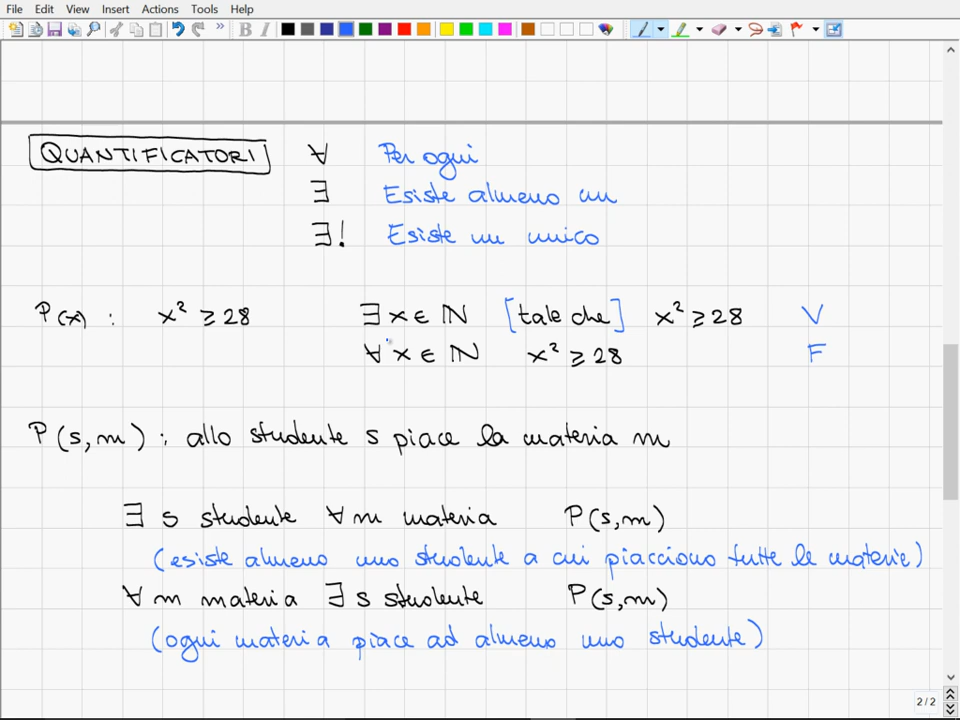 File Edit View Insert Actions Tools Help
QUANTIFICATORI ∀ Per ogni
∃ Esiste almeno un
∃! Esiste un unico
P(x) : x² ≥ 28 ∃ x ∈ ℕ [tale che] x² ≥ 28 V
∀ x ∈ ℕ x² ≥ 28 F
P(s,m) : allo studente s piace la materia m
∃ s studente ∀ m materia P(s,m)
(esiste almeno uno studente a cui piacciono tutte le materie)
∀ m materia ∃ s studente P(s,m)
(ogni materia piace ad almeno uno studente)
2 / 2